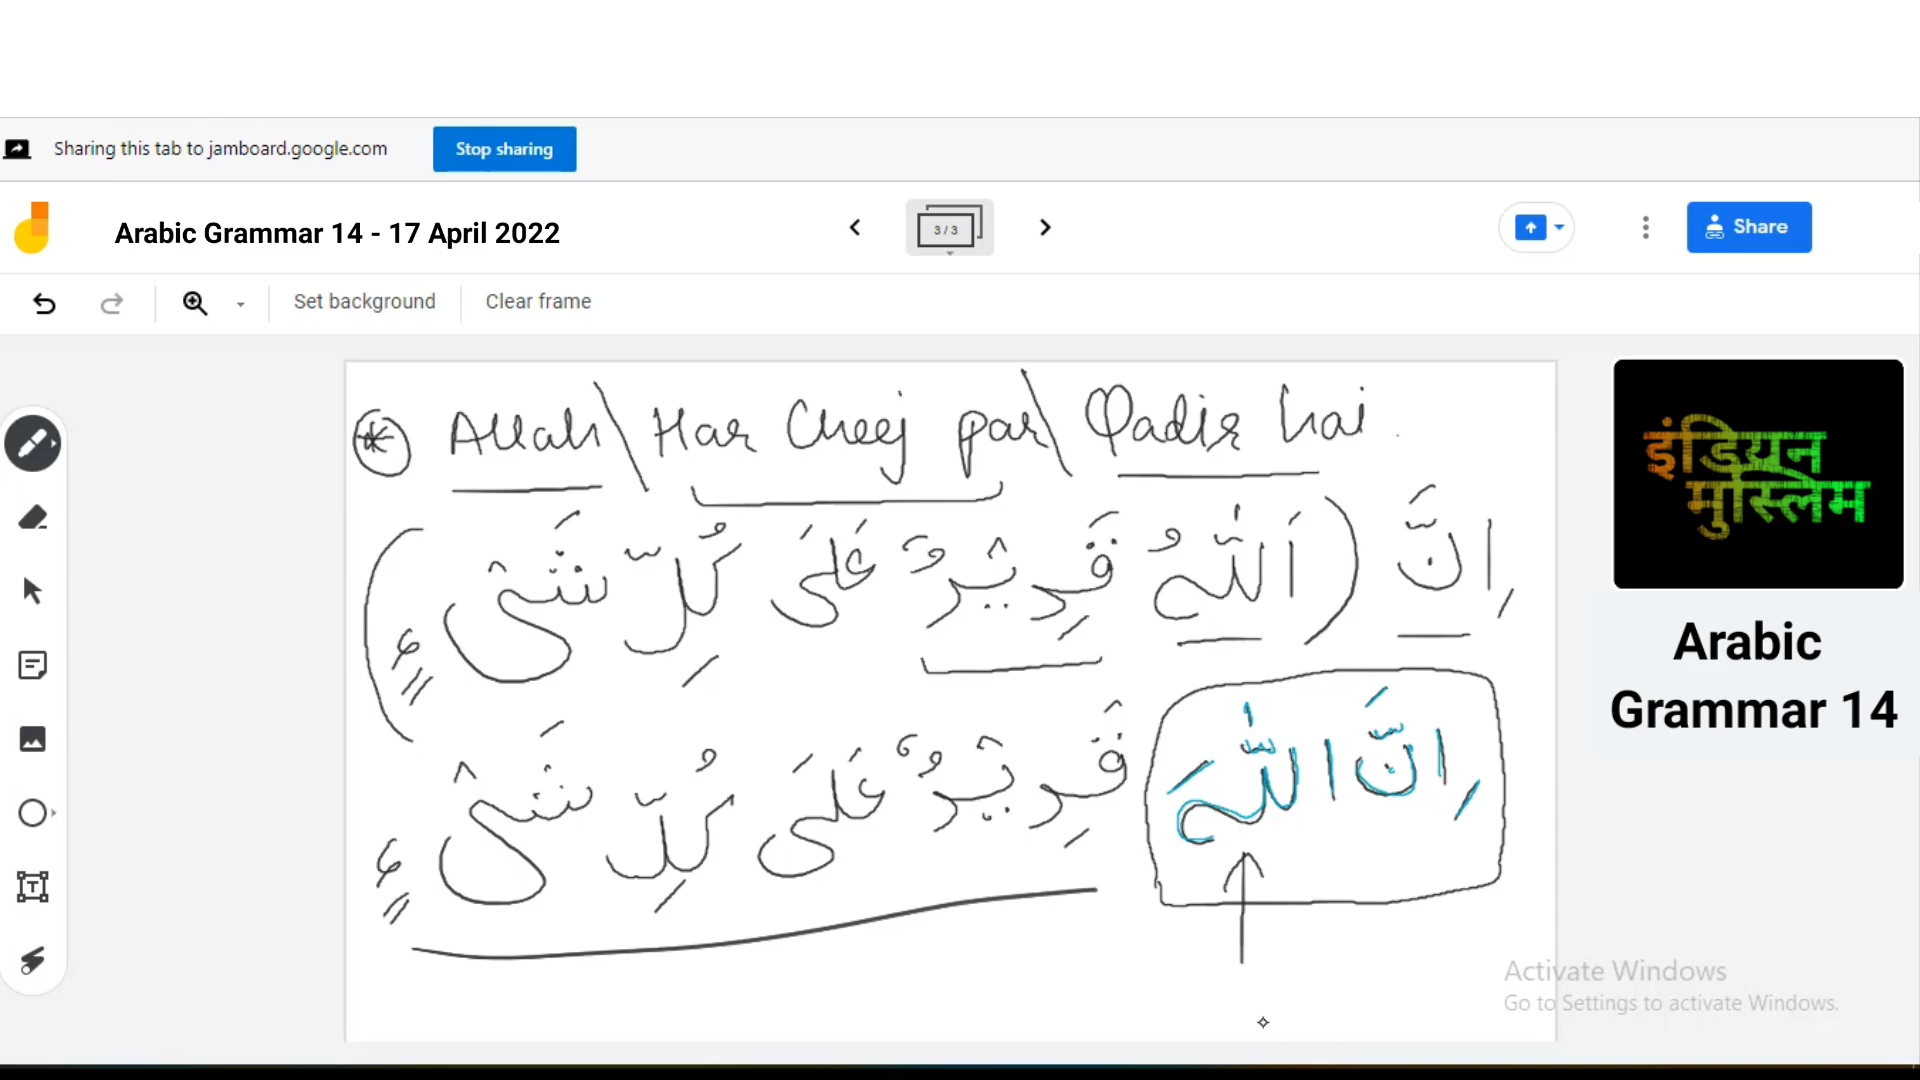 Sharing this tab to jamboard.google.com
Stop sharing
Arabic Grammar 14 - 17 April 2022
3 / 3
Share
Set background
Clear frame
Allah \ Har Cheej par \ Qadir hai.
اِنَّ (اَللّٰهُ قَدِيْرٌ عَلَى كُلِّ شَىْءٍ)
اِنَّ اللّٰهَ قَدِيْرٌ عَلَى كُلِّ شَىْءٍ
इंडियन
मुस्लिम
Arabic
Grammar 14
Activate Windows
Go to Settings to activate Windows.